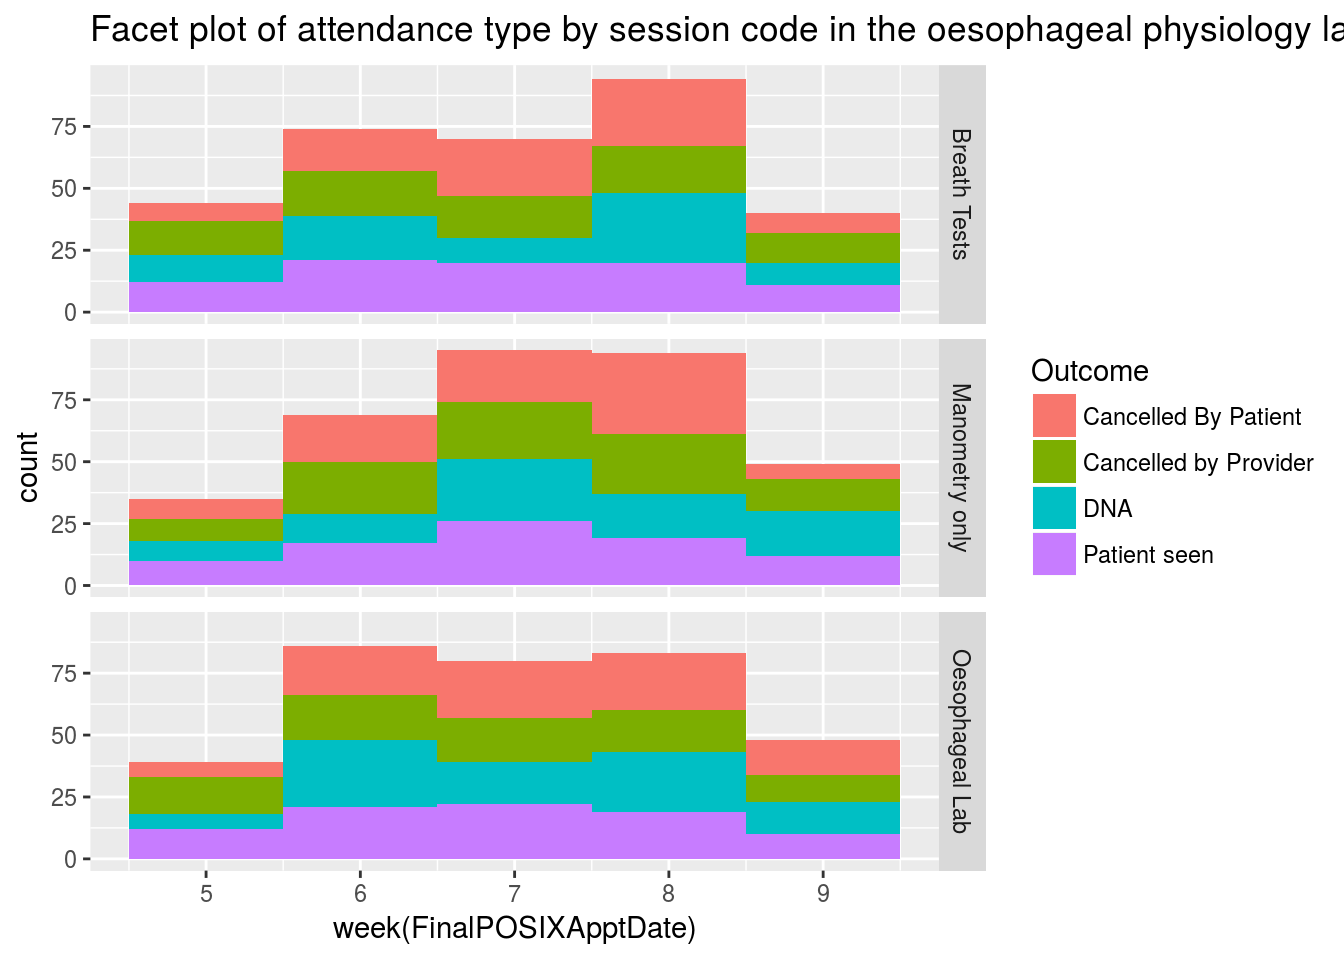 Facet plot of attendance type by session code in the oesophageal physiology
75
50
25
0
Breath Tests
75
50
25
0
Manometry only
75
50
25
0
Oesophageal Lab
count
5 6 7 8 9
week(FinalPOSIXApptDate)
Outcome
Cancelled By Patient
Cancelled by Provider
DNA
Patient seen